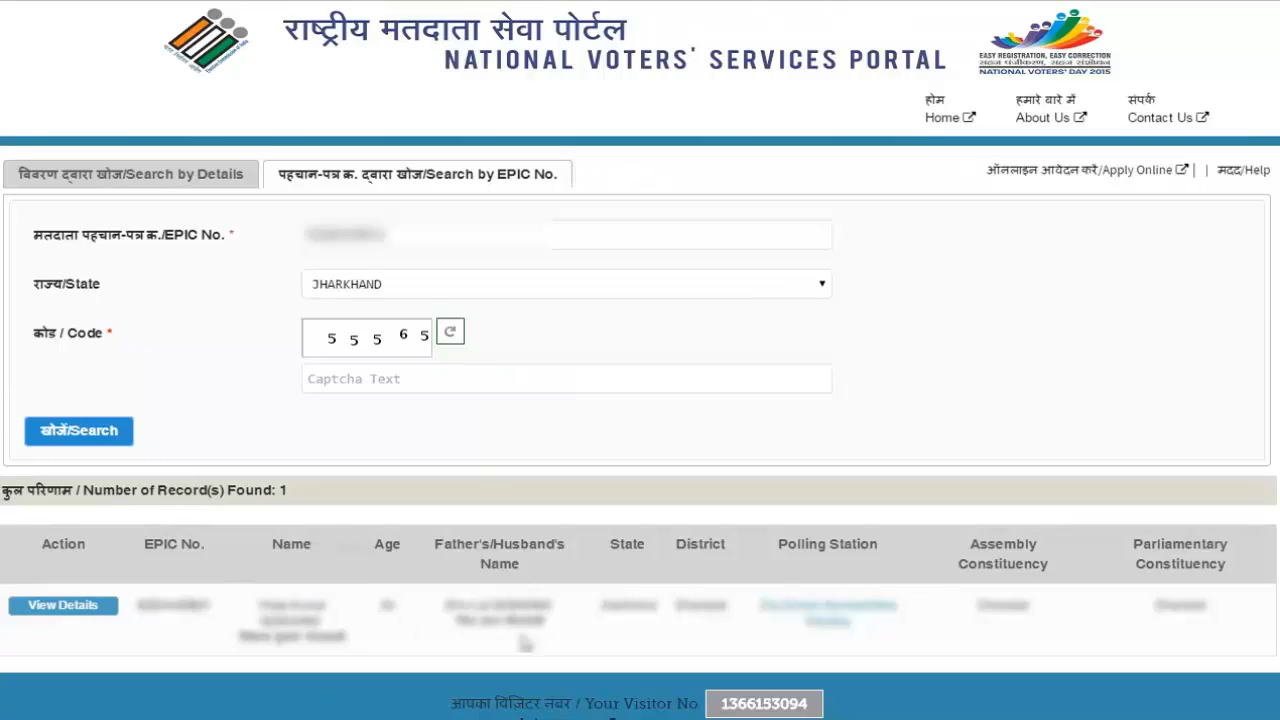 राष्ट्रीय मतदाता सेवा पोर्टल
NATIONAL VOTERS' SERVICES PORTAL
EASY REGISTRATION, EASY CORRECTION
सहज पंजीकरण, सहज संशोधन
NATIONAL VOTERS' DAY 2015
होम हमारे बारे में संपर्क
Home About Us Contact Us
विवरण द्वारा खोज/Search by Details पहचान-पत्र क्र. द्वारा खोज/Search by EPIC No. ऑनलाइन आवेदन करें/Apply Online | | मदद/Help
मतदाता पहचान-पत्र क्र./EPIC No. *
राज्य/State JHARKHAND
कोड / Code * 5 5 5 6 5
Captcha Text
खोजें/Search
कुल परिणाम / Number of Record(s) Found: 1
Action EPIC No. Name Age Father's/Husband's Name State District Polling Station Assembly Constituency Parliamentary Constituency
View Details
आपका विज़िटर नंबर / Your Visitor No 1366153094